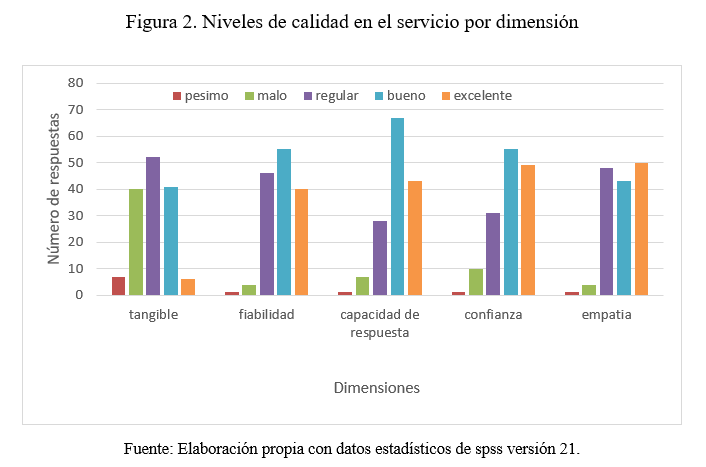 Figura 2. Niveles de calidad en el servicio por dimensión
80
70
60
50
40
30
20
10
0
Número de respuestas
pesimo malo regular bueno excelente
tangible fiabilidad capacidad de confianza empatia
respuesta
Dimensiones
Fuente: Elaboración propia con datos estadísticos de spss versión 21.